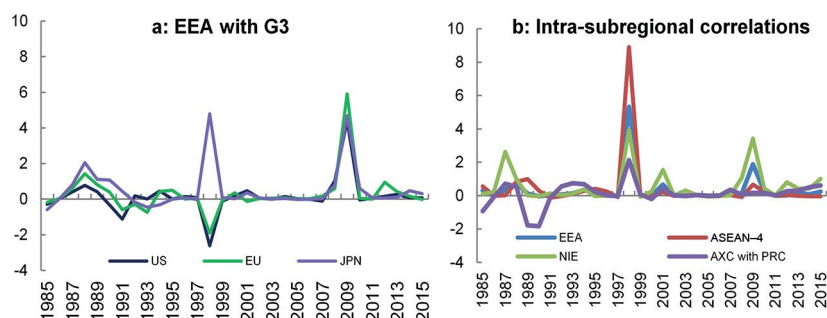 a: EEA with G3
10
8
6
4
2
0
-2
-4
US EU JPN
1985 1987 1989 1991 1993 1995 1997 1999 2001 2003 2005 2007 2009 2011 2013 2015
b: Intra-subregional correlations
10
8
6
4
2
0
-2
-4
EEA ASEAN–4
NIE AXC with PRC
1985 1987 1989 1991 1993 1995 1997 1999 2001 2003 2005 2007 2009 2011 2013 2015